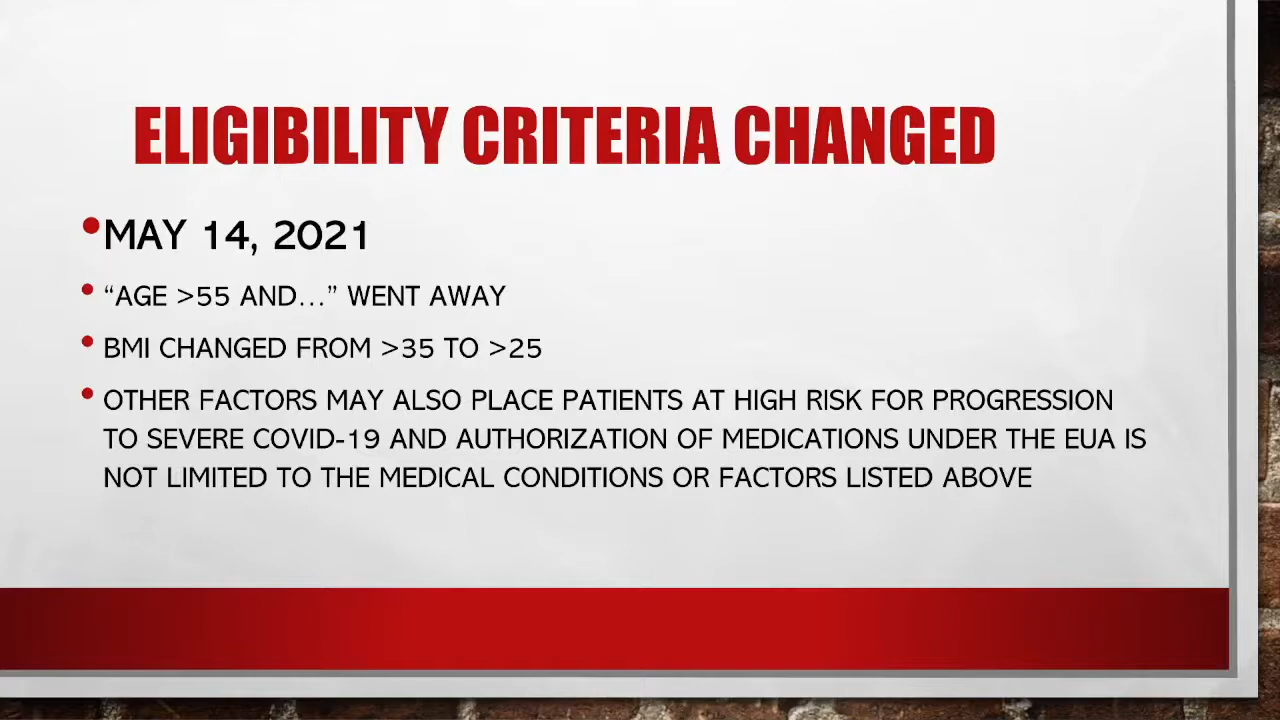 ELIGIBILITY CRITERIA CHANGED
•MAY 14, 2021
• “AGE >55 AND...” WENT AWAY
• BMI CHANGED FROM >35 TO >25
• OTHER FACTORS MAY ALSO PLACE PATIENTS AT HIGH RISK FOR PROGRESSION
TO SEVERE COVID-19 AND AUTHORIZATION OF MEDICATIONS UNDER THE EUA IS
NOT LIMITED TO THE MEDICAL CONDITIONS OR FACTORS LISTED ABOVE